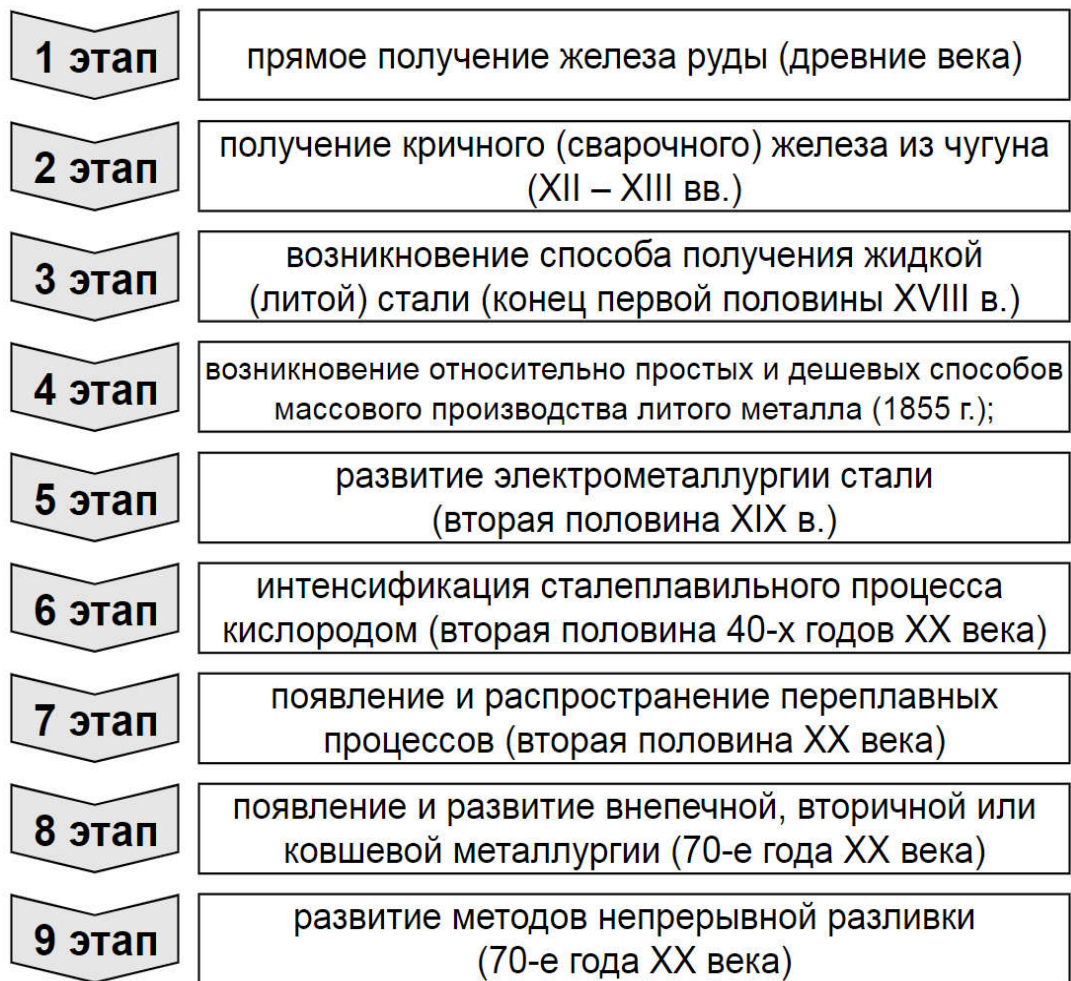 1 этап
прямое получение железа руды (древние века)
2 этап
получение кричного (сварочного) железа из чугуна
(XII – XIII вв.)
3 этап
возникновение способа получения жидкой
(литой) стали (конец первой половины XVIII в.)
4 этап
возникновение относительно простых и дешевых способов
массового производства литого металла (1855 г.);
5 этап
развитие электрометаллургии стали
(вторая половина XIX в.)
6 этап
интенсификация сталеплавильного процесса
кислородом (вторая половина 40-х годов XX века)
7 этап
появление и распространение переплавных
процессов (вторая половина XX века)
8 этап
появление и развитие внепечной, вторичной или
ковшевой металлургии (70-е года XX века)
9 этап
развитие методов непрерывной разливки
(70-е года XX века)